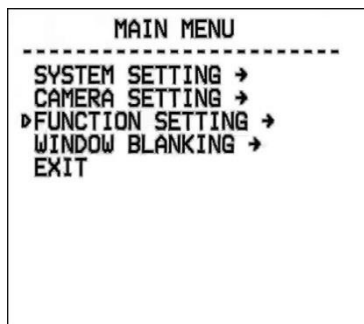 MAIN MENU
SYSTEM SETTING →
CAMERA SETTING →
FUNCTION SETTING →
WINDOW BLANKING →
EXIT